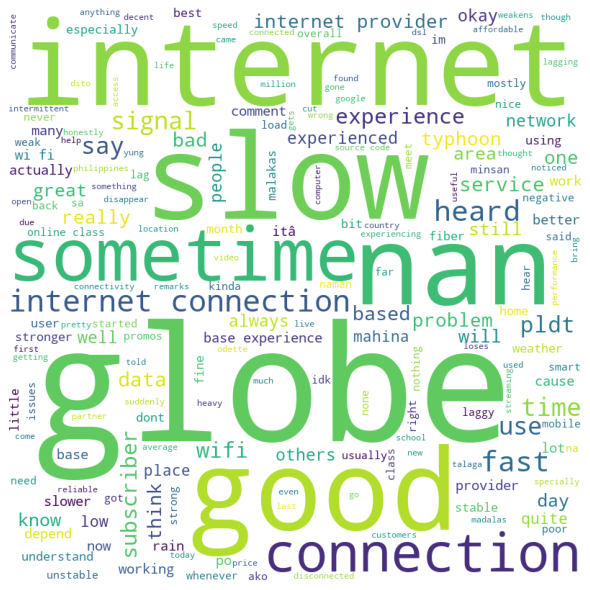 internet
slow
nan
sometime
globe
good
connection
internet connection
internet provider
okay
best
especially
overall
im
mostly
nice
network
typhoon
experience
experienced
signal
say
bad
people
comment
load
many
never
wi fi
actually
great
weak
intermittent
honestly
anything
decent
speed
came
connected
dsl
affordable
weakens
though
lagging
communicate
life
dito
access
million
found
gone
google
cut
wrong
gets
using
area
one
service
work
meet
thought
noticed
useful
negative
said
better
bring
source code
minsan
malakas
computer
heard
still
really
lag
help
yung
philippines
something
disappear
open
back
sa
due
online class
location
month
itâ
bit
country
experiencing
fiber
hear
performance
video
connectivity
remarks
kinda
naman
far
home
pldt
user
pretty
started
always
live
based
problem
will
weather
stronger
well
promos
base experience
mahina
first
getting
told
fine
odette
idk
nothing
loses
used
smart
cause
time
little
issues
data
suddenly
much
none
right
laggy
streaming
use
mobile
come
partner
dont
heavy
usually
school
new
talaga
lot
na
specially
base
average
wifi
others
class
fast
need
reliable
slower
got
subscriber
place
think
strong
even
go
provider
stable
madalas
day
quite
poor
know
low
depend
now
rain
last
customers
understand
unstable
working
today
po
price
whenever
ako
disconnected